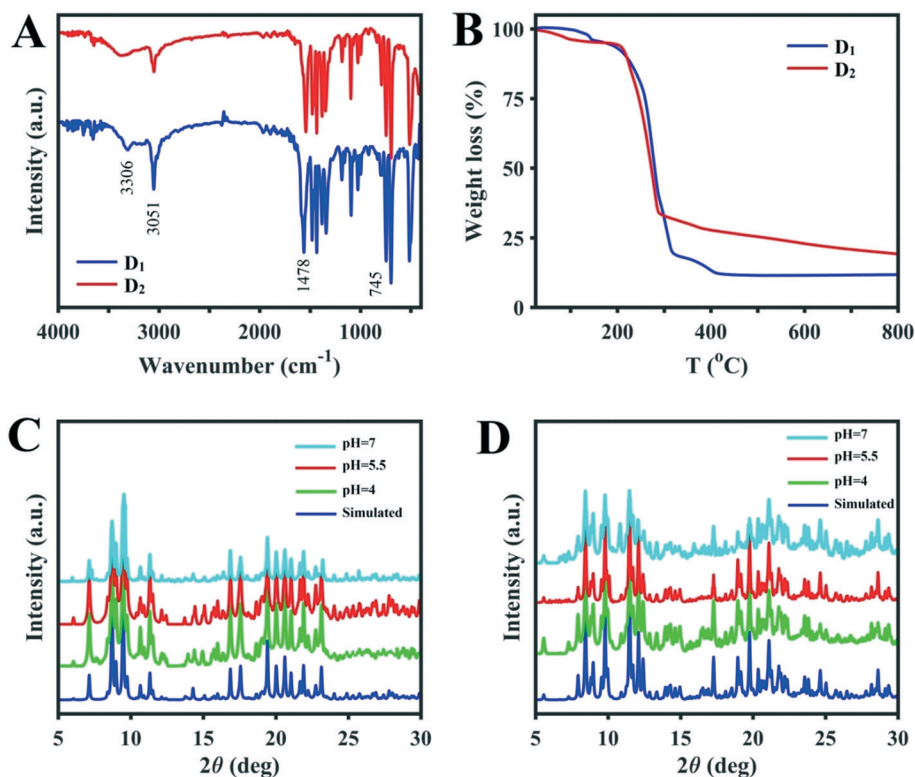 A
Intensity (a.u.)
3306
3051
1478
745
D₁
D₂
4000 3000 2000 1000
Wavenumber (cm⁻¹)
B
Weight loss (%)
100
75
50
25
0
D₁
D₂
200 400 600 800
T (°C)
C
Intensity (a.u.)
pH=7
pH=5.5
pH=4
Simulated
5 10 15 20 25 30
2θ (deg)
D
Intensity (a.u.)
pH=7
pH=5.5
pH=4
Simulated
5 10 15 20 25 30
2θ (deg)